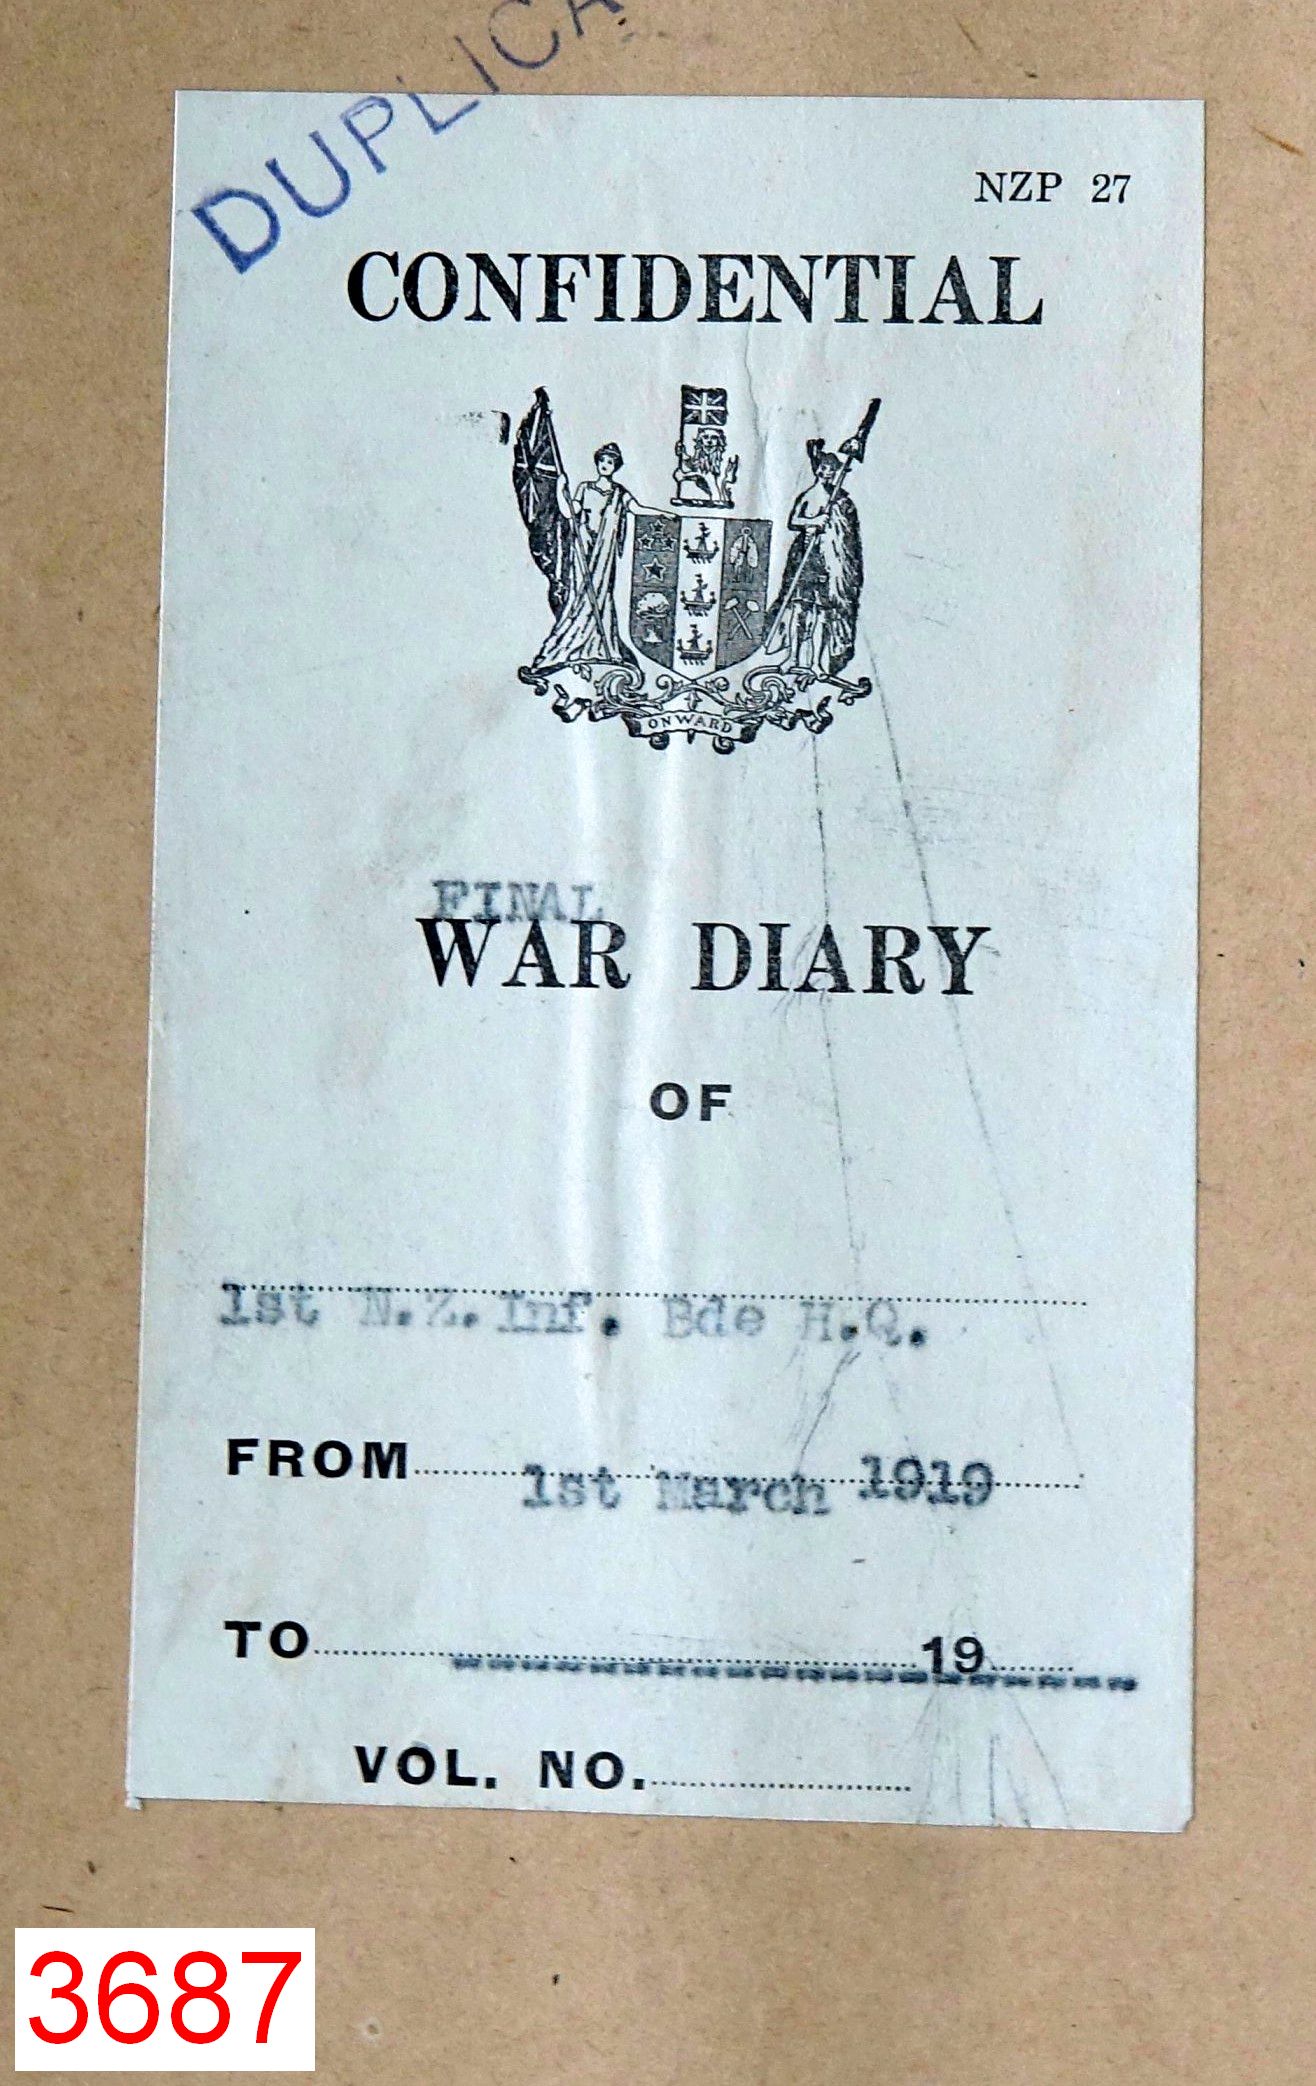 DUPLICA
NZP 27
CONFIDENTIAL
ONWARD
FINAL
WAR DIARY
OF
1st N.Z. Inf. Bde H.Q.
FROM 1st March 1919
TO 19
VOL. NO.
3687